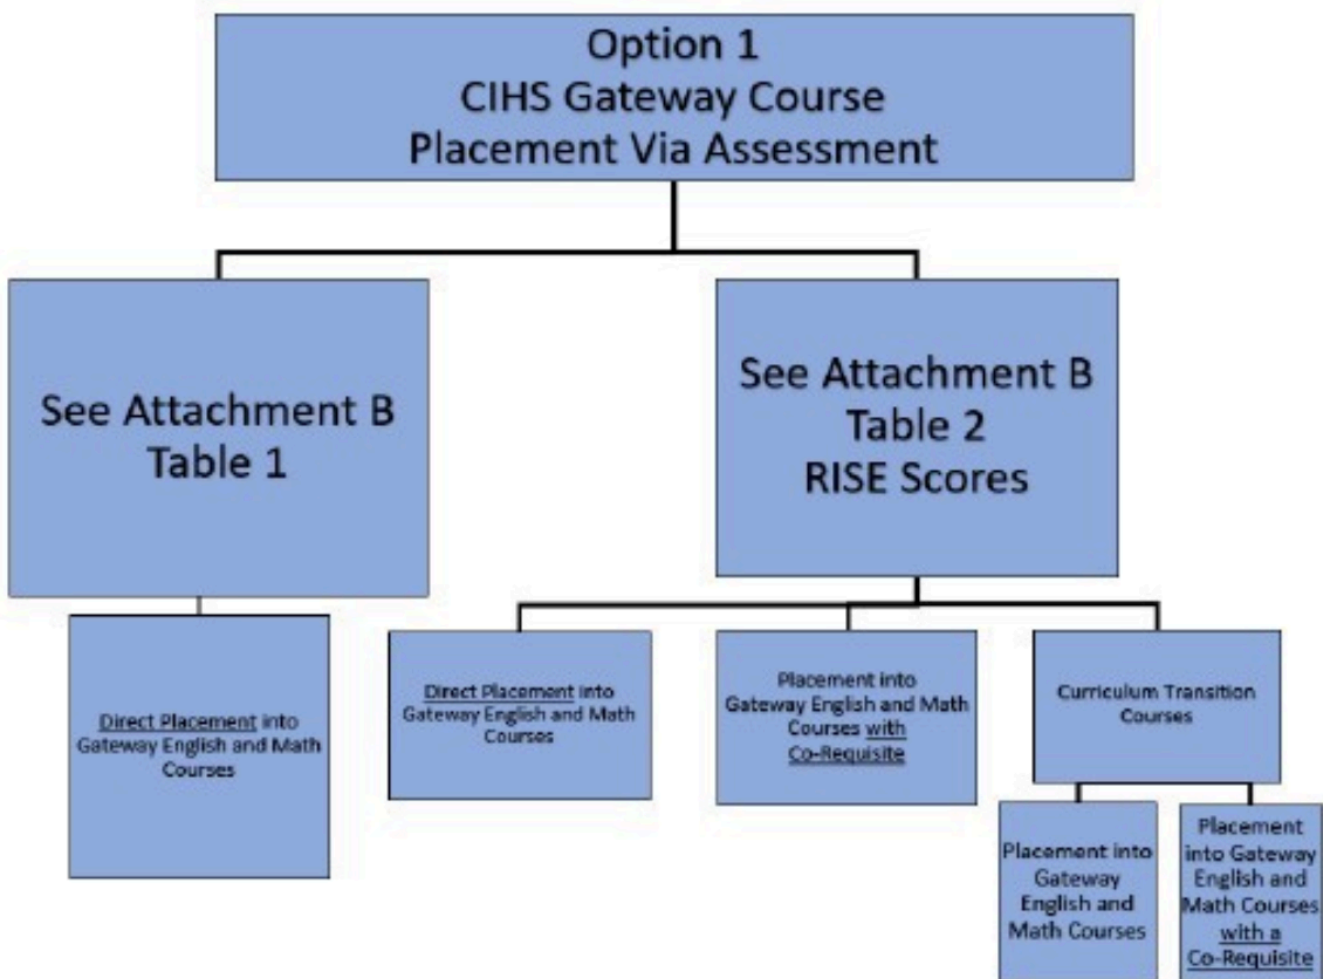 Option 1
CIHS Gateway Course
Placement Via Assessment
See Attachment B
Table 1
See Attachment B
Table 2
RISE Scores
Direct Placement into
Gateway English and Math
Courses
Direct Placement into
Gateway English and Math
Courses
Placement into
Gateway English and Math
Courses with
Co-Requisite
Curriculum Transition
Courses
Placement into
Gateway
English and
Math Courses
Placement
into Gateway
English and
Math Courses
with a
Co-Requisite